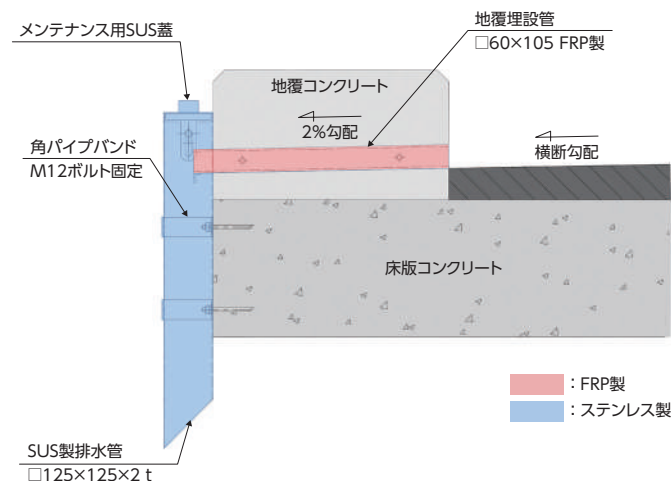 メンテナンス用SUS蓋
地覆埋設管
□60×105 FRP製
地覆コンクリート
2%勾配
横断勾配
角パイプバンド
M12ボルト固定
床版コンクリート
：FRP製
：ステンレス製
SUS製排水管
□125×125×2 t